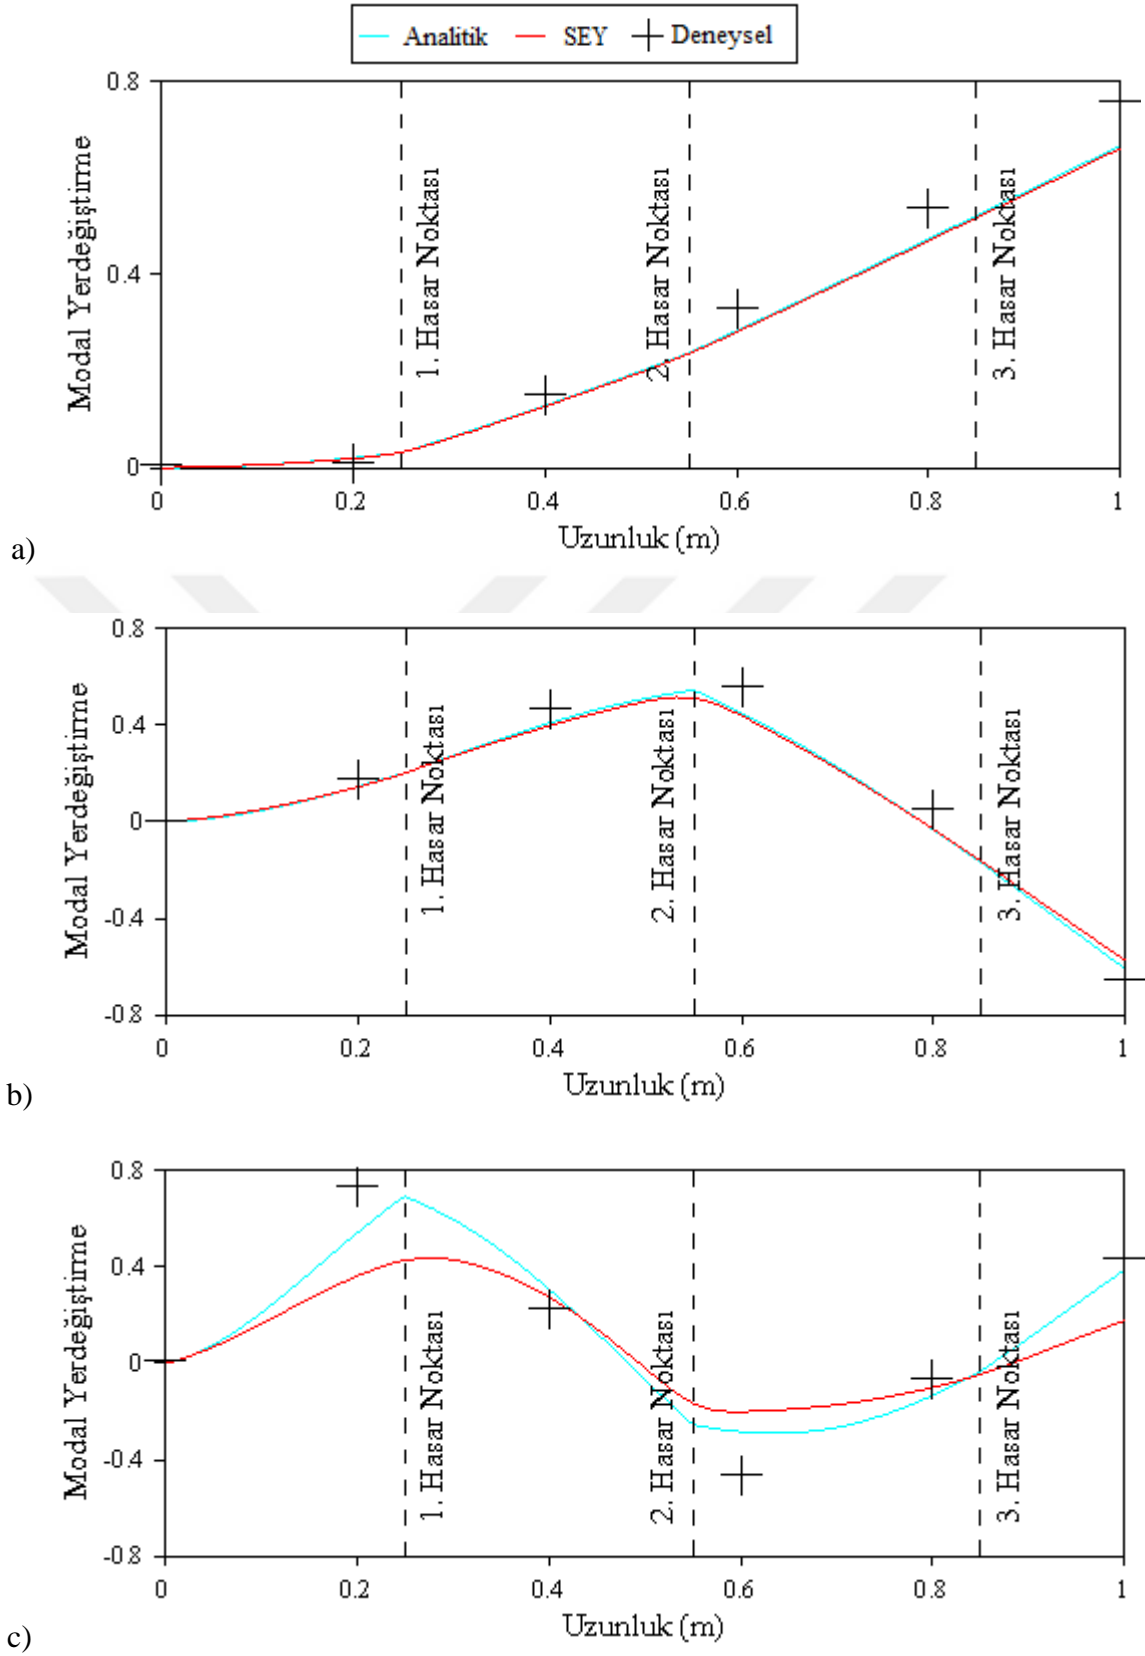 Analitik SEY Deneysel
0.8
0.4
0
Modal Yerdeğiştirme
1. Hasar Noktası
2. Hasar Noktası
3. Hasar Noktası
0 0.2 0.4 0.6 0.8 1
Uzunluk (m)
a)
0.8
0.4
0
-0.4
-0.8
Modal Yerdeğiştirme
1. Hasar Noktası
2. Hasar Noktası
3. Hasar Noktası
0 0.2 0.4 0.6 0.8 1
Uzunluk (m)
b)
0.8
0.4
0
-0.4
-0.8
Modal Yerdeğiştirme
1. Hasar Noktası
2. Hasar Noktası
3. Hasar Noktası
0 0.2 0.4 0.6 0.8 1
Uzunluk (m)
c)